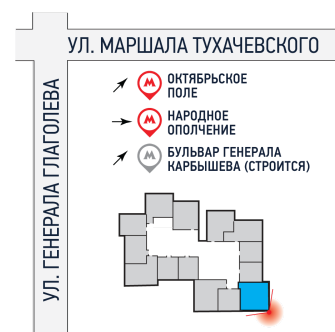 УЛ. МАРШАЛА ТУХАЧЕВСКОГО
УЛ. ГЕНЕРАЛА ГЛАГОЛЕВА
ОКТЯБРЬСКОЕ
ПОЛЕ
НАРОДНОЕ
ОПОЛЧЕНИЕ
БУЛЬВАР ГЕНЕРАЛА
КАРБЫШЕВА (СТРОИТСЯ)